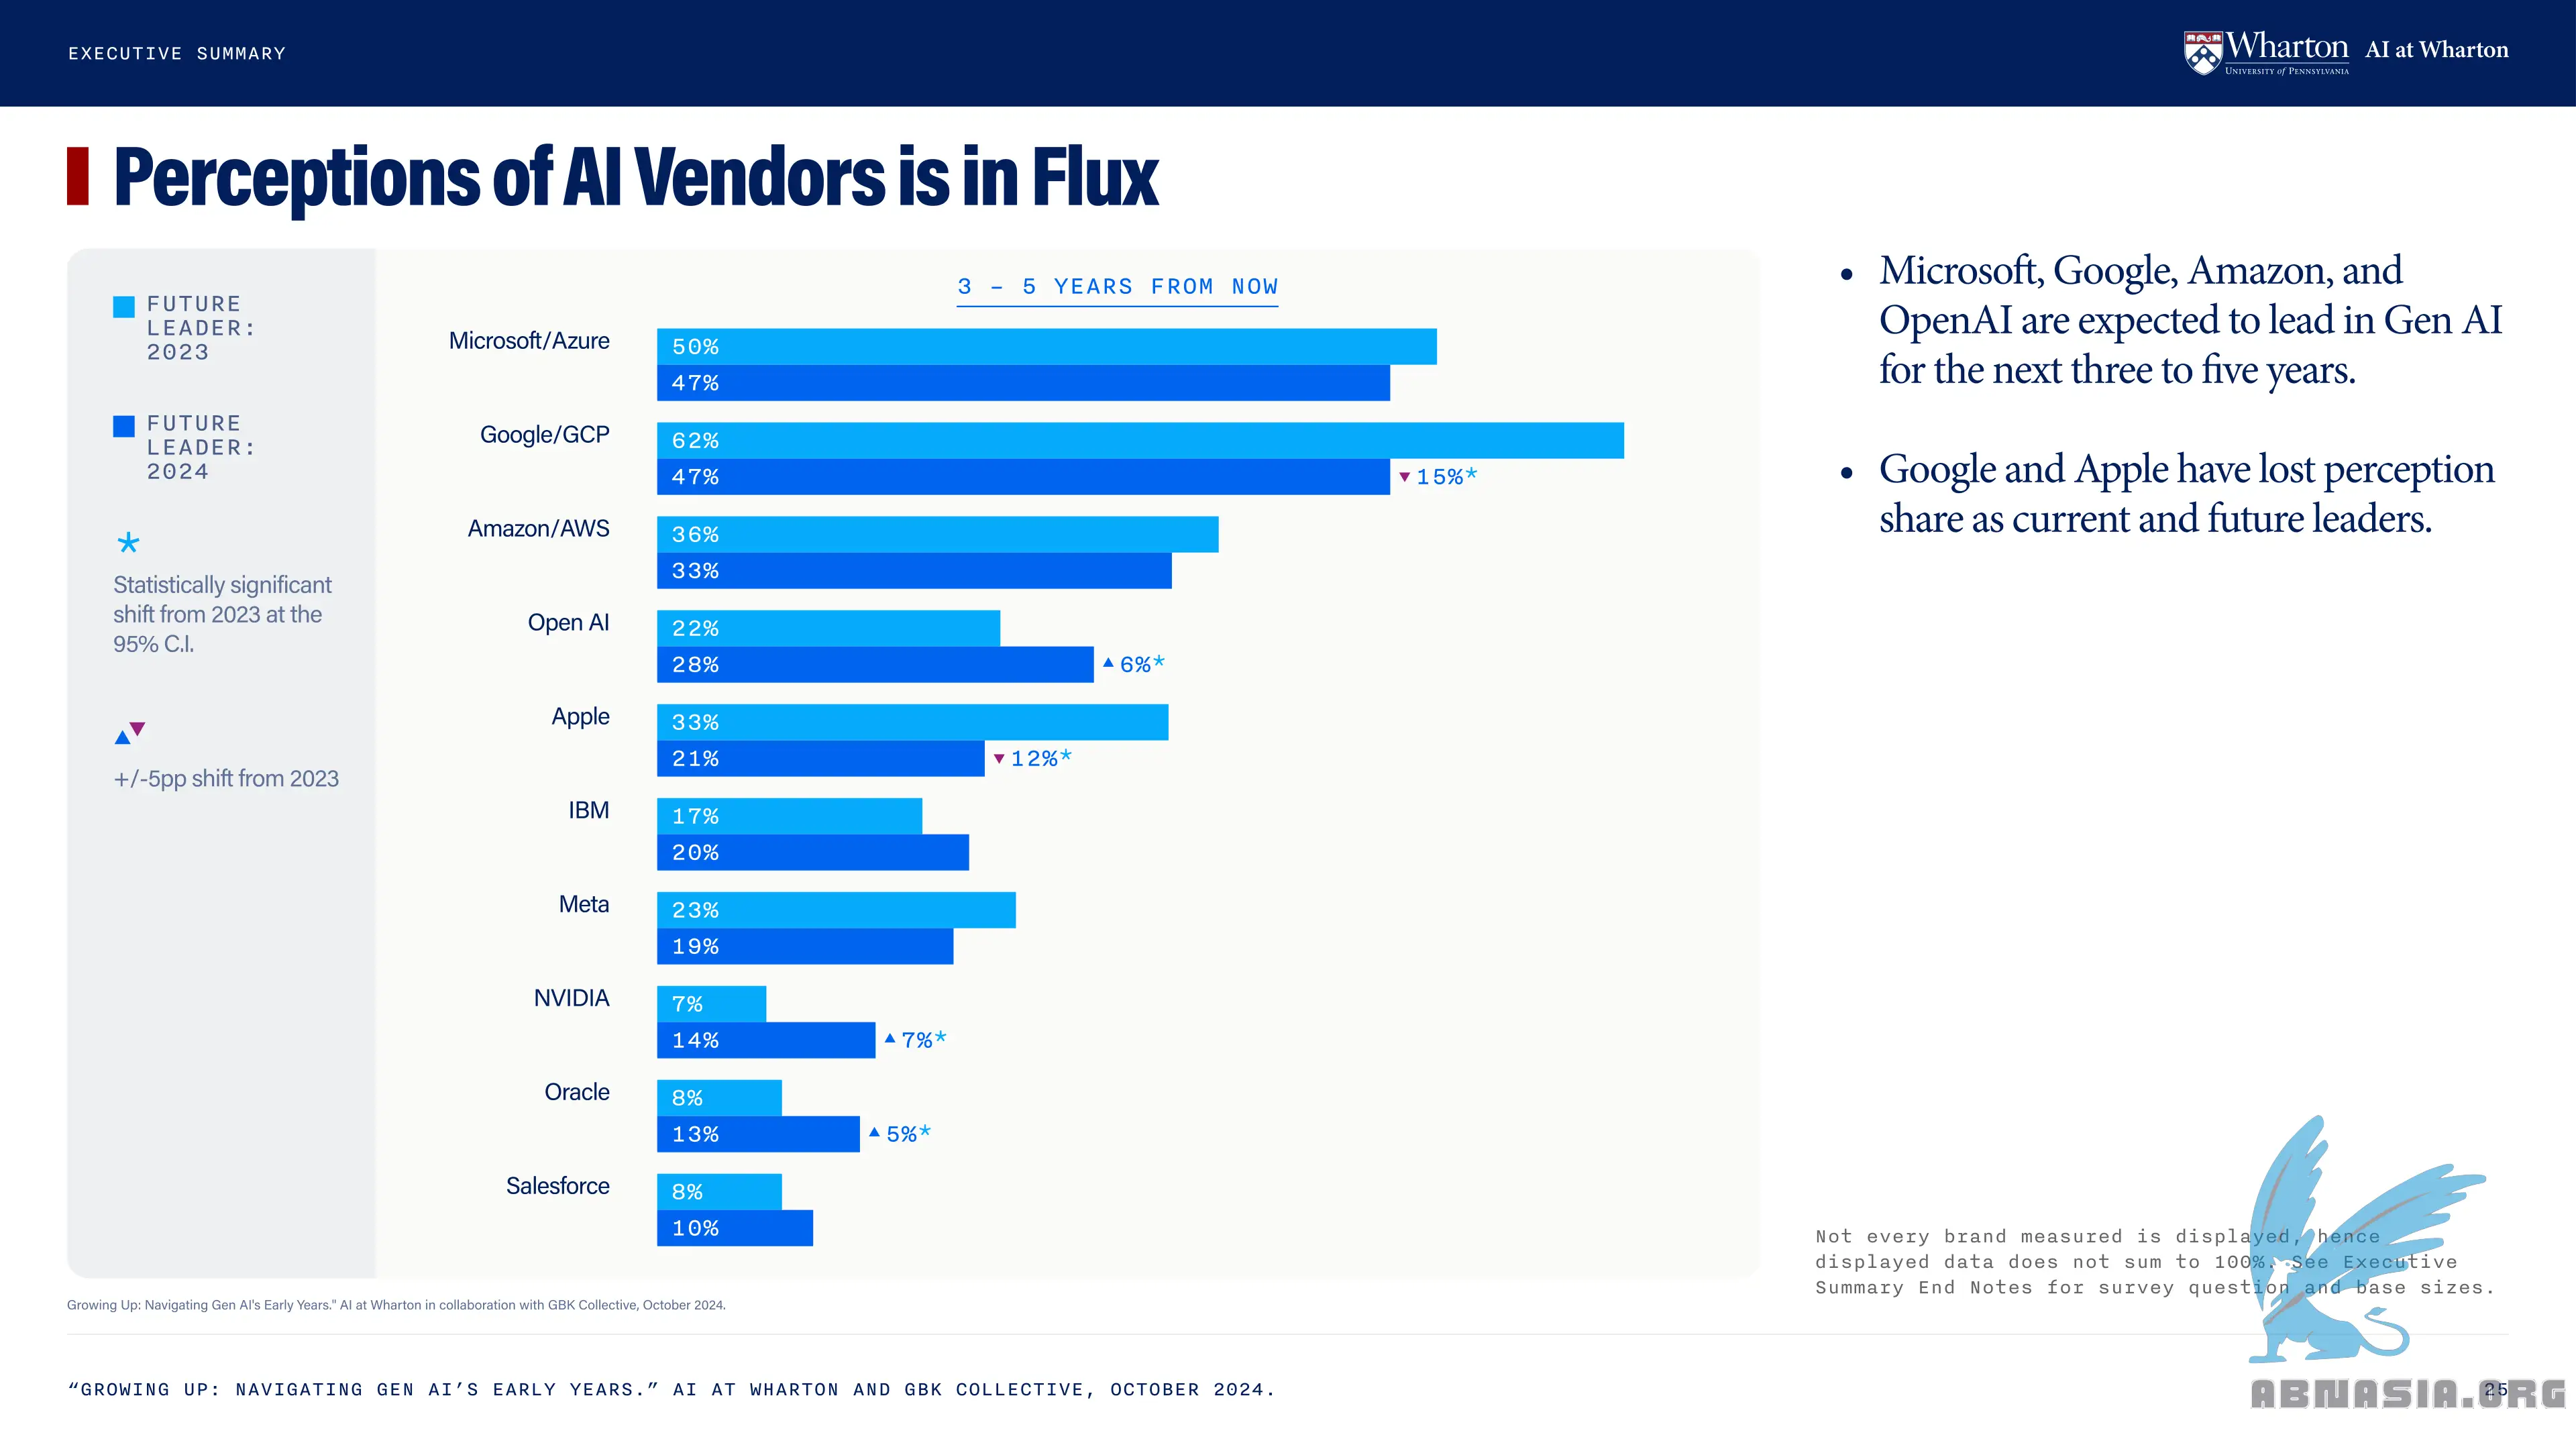 EXECUTIVE SUMMARY
Wharton
UNIVERSITY of PENNSYLVANIA
AI at Wharton
Perceptions of AI Vendors is in Flux
FUTURE
LEADER:
2023
FUTURE
LEADER:
2024
*
Statistically significant
shift from 2023 at the
95% C.I.
▲▼
+/-5pp shift from 2023
3 – 5 YEARS FROM NOW
Microsoft/Azure
50%
47%
Google/GCP
62%
47%
▼ 15%*
Amazon/AWS
36%
33%
Open AI
22%
28%
▲ 6%*
Apple
33%
21%
▼ 12%*
IBM
17%
20%
Meta
23%
19%
NVIDIA
7%
14%
▲ 7%*
Oracle
8%
13%
▲ 5%*
Salesforce
8%
10%
• Microsoft, Google, Amazon, and
OpenAI are expected to lead in Gen AI
for the next three to five years.
• Google and Apple have lost perception
share as current and future leaders.
Not every brand measured is displayed, hence
displayed data does not sum to 100%. See Executive
Summary End Notes for survey question and base sizes.
Growing Up: Navigating Gen AI's Early Years." AI at Wharton in collaboration with GBK Collective, October 2024.
“GROWING UP: NAVIGATING GEN AI’S EARLY YEARS.” AI AT WHARTON AND GBK COLLECTIVE, OCTOBER 2024.
25
ABNASIA.ORG